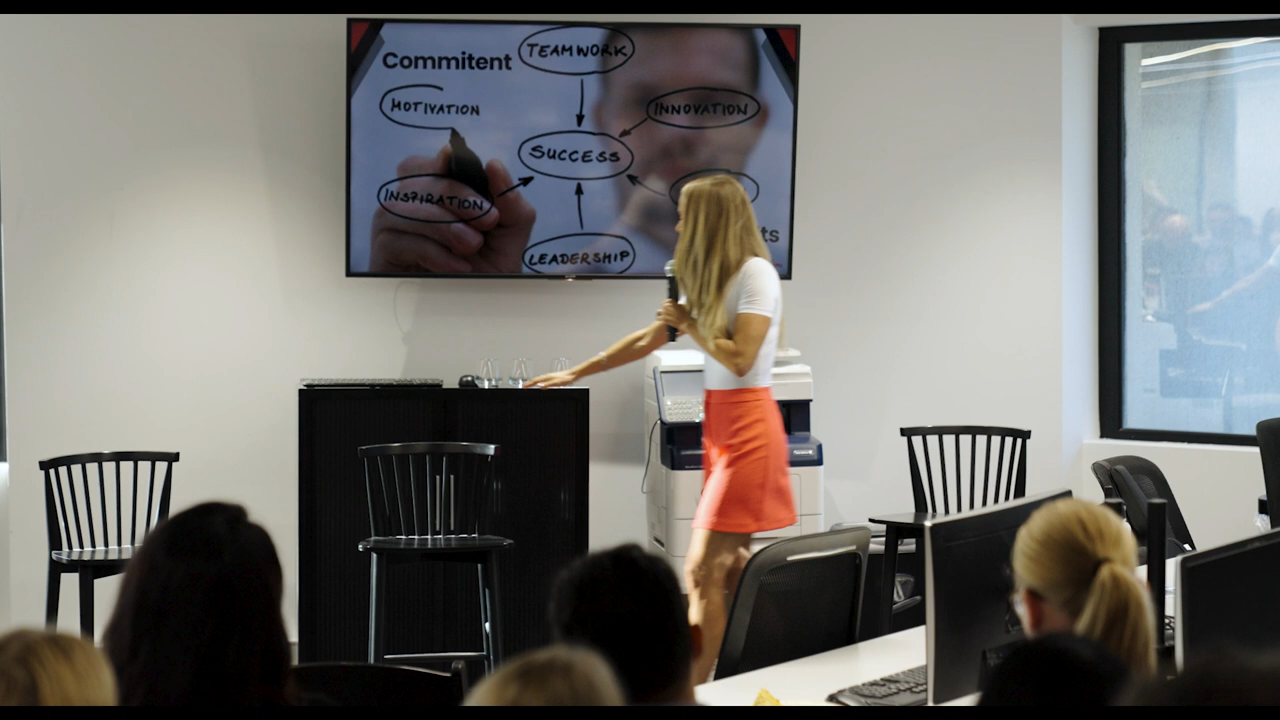 Commitent
TEAMWORK
MOTIVATION
INNOVATION
SUCCESS
INSPIRATION
LEADERSHIP